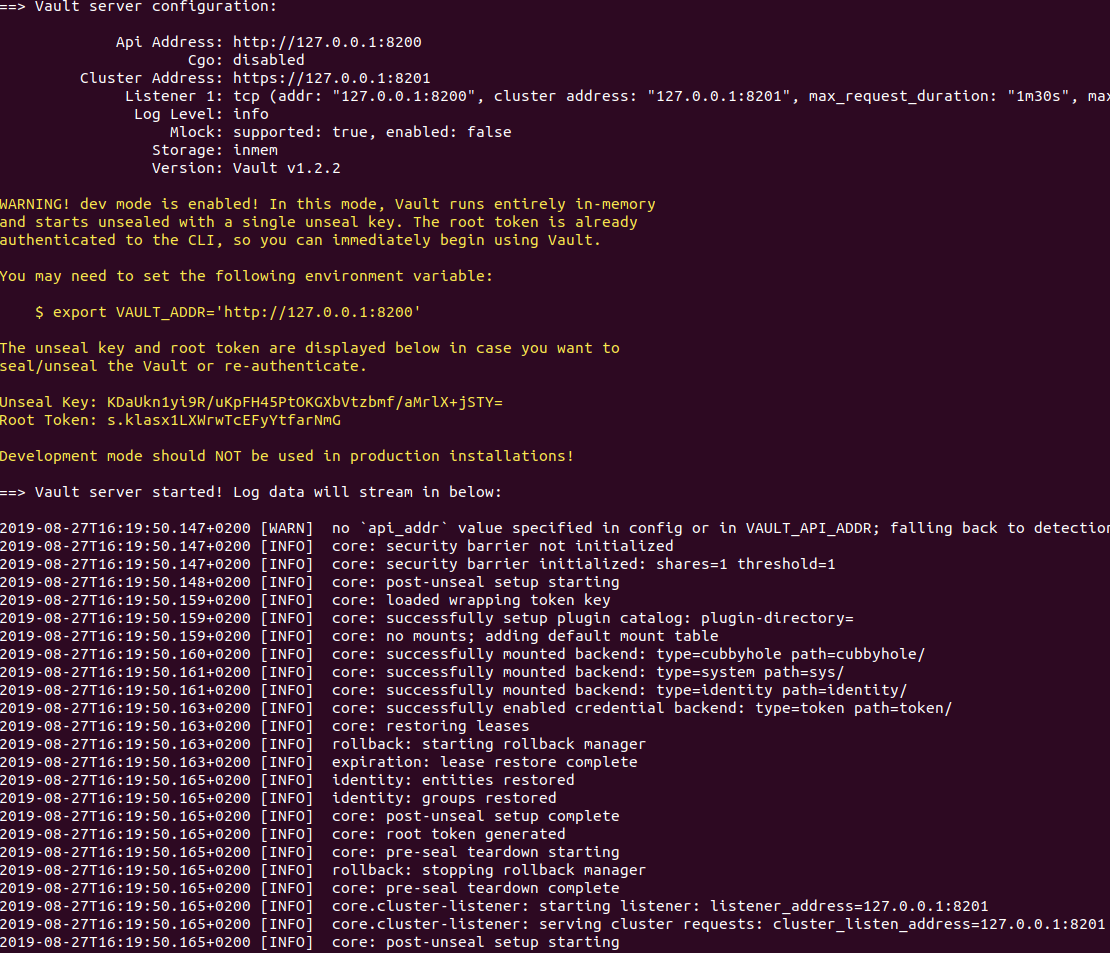 ==> Vault server configuration:
Api Address: http://127.0.0.1:8200
Cgo: disabled
Cluster Address: https://127.0.0.1:8201
Listener 1: tcp (addr: "127.0.0.1:8200", cluster address: "127.0.0.1:8201", max_request_duration: "1m30s", max
Log Level: info
Mlock: supported: true, enabled: false
Storage: inmem
Version: Vault v1.2.2
WARNING! dev mode is enabled! In this mode, Vault runs entirely in-memory
and starts unsealed with a single unseal key. The root token is already
authenticated to the CLI, so you can immediately begin using Vault.
You may need to set the following environment variable:
$ export VAULT_ADDR='http://127.0.0.1:8200'
The unseal key and root token are displayed below in case you want to
seal/unseal the Vault or re-authenticate.
Unseal Key: KDaUkn1yi9R/uKpFH45PtOKGXbVtzbmf/aMrlX+jSTY=
Root Token: s.klasx1LXWrwTcEFyYtfarNmG
Development mode should NOT be used in production installations!
==> Vault server started! Log data will stream in below:
2019-08-27T16:19:50.147+0200 [WARN]  no `api_addr` value specified in config or in VAULT_API_ADDR; falling back to detection
2019-08-27T16:19:50.147+0200 [INFO]  core: security barrier not initialized
2019-08-27T16:19:50.147+0200 [INFO]  core: security barrier initialized: shares=1 threshold=1
2019-08-27T16:19:50.148+0200 [INFO]  core: post-unseal setup starting
2019-08-27T16:19:50.159+0200 [INFO]  core: loaded wrapping token key
2019-08-27T16:19:50.159+0200 [INFO]  core: successfully setup plugin catalog: plugin-directory=
2019-08-27T16:19:50.159+0200 [INFO]  core: no mounts; adding default mount table
2019-08-27T16:19:50.160+0200 [INFO]  core: successfully mounted backend: type=cubbyhole path=cubbyhole/
2019-08-27T16:19:50.161+0200 [INFO]  core: successfully mounted backend: type=system path=sys/
2019-08-27T16:19:50.161+0200 [INFO]  core: successfully mounted backend: type=identity path=identity/
2019-08-27T16:19:50.163+0200 [INFO]  core: successfully enabled credential backend: type=token path=token/
2019-08-27T16:19:50.163+0200 [INFO]  core: restoring leases
2019-08-27T16:19:50.163+0200 [INFO]  rollback: starting rollback manager
2019-08-27T16:19:50.163+0200 [INFO]  expiration: lease restore complete
2019-08-27T16:19:50.165+0200 [INFO]  identity: entities restored
2019-08-27T16:19:50.165+0200 [INFO]  identity: groups restored
2019-08-27T16:19:50.165+0200 [INFO]  core: post-unseal setup complete
2019-08-27T16:19:50.165+0200 [INFO]  core: root token generated
2019-08-27T16:19:50.165+0200 [INFO]  core: pre-seal teardown starting
2019-08-27T16:19:50.165+0200 [INFO]  rollback: stopping rollback manager
2019-08-27T16:19:50.165+0200 [INFO]  core: pre-seal teardown complete
2019-08-27T16:19:50.165+0200 [INFO]  core.cluster-listener: starting listener: listener_address=127.0.0.1:8201
2019-08-27T16:19:50.165+0200 [INFO]  core.cluster-listener: serving cluster requests: cluster_listen_address=127.0.0.1:8201
2019-08-27T16:19:50.165+0200 [INFO]  core: post-unseal setup starting